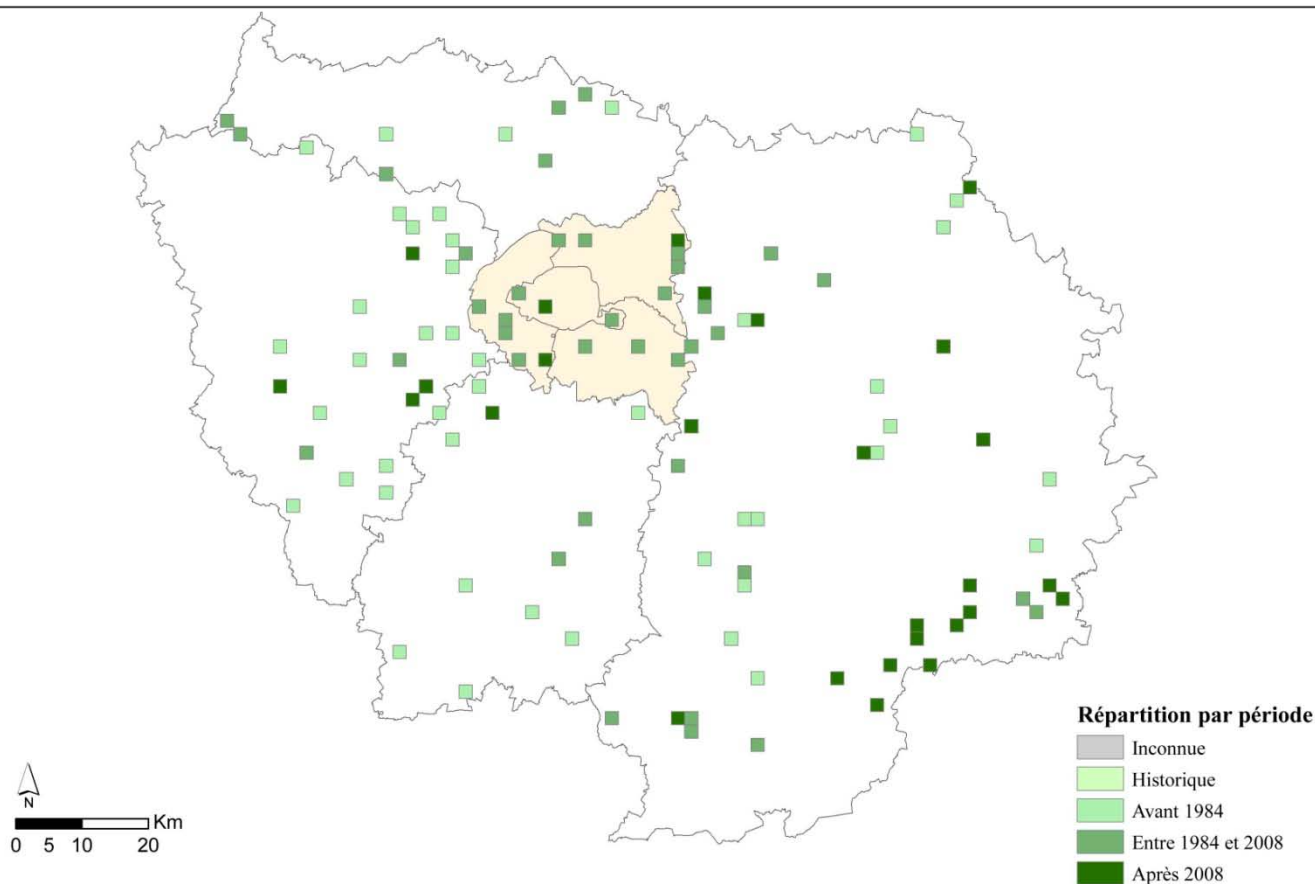 Répartition par période
Inconnue
Historique
Avant 1984
Entre 1984 et 2008
Après 2008
N
Km
0 5 10 20